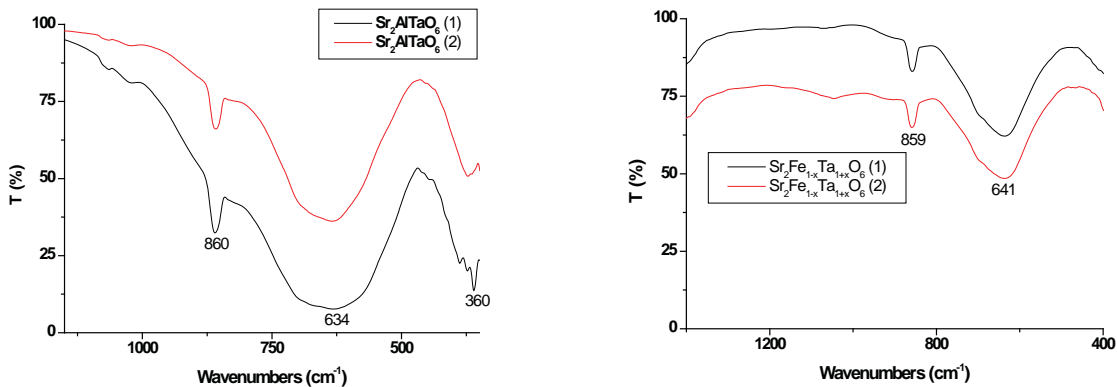 100
75
50
25
0
T (%)
Sr₂AlTaO₆ (1)
Sr₂AlTaO₆ (2)
860
634
360
1000 750 500
Wavenumbers (cm⁻¹)
100
75
50
25
0
T (%)
859
Sr₂Fe₁₋ₓTa₁₊ₓO₆ (1)
Sr₂Fe₁₋ₓTa₁₊ₓO₆ (2)
641
1200 800 400
Wavenumbers (cm⁻¹)